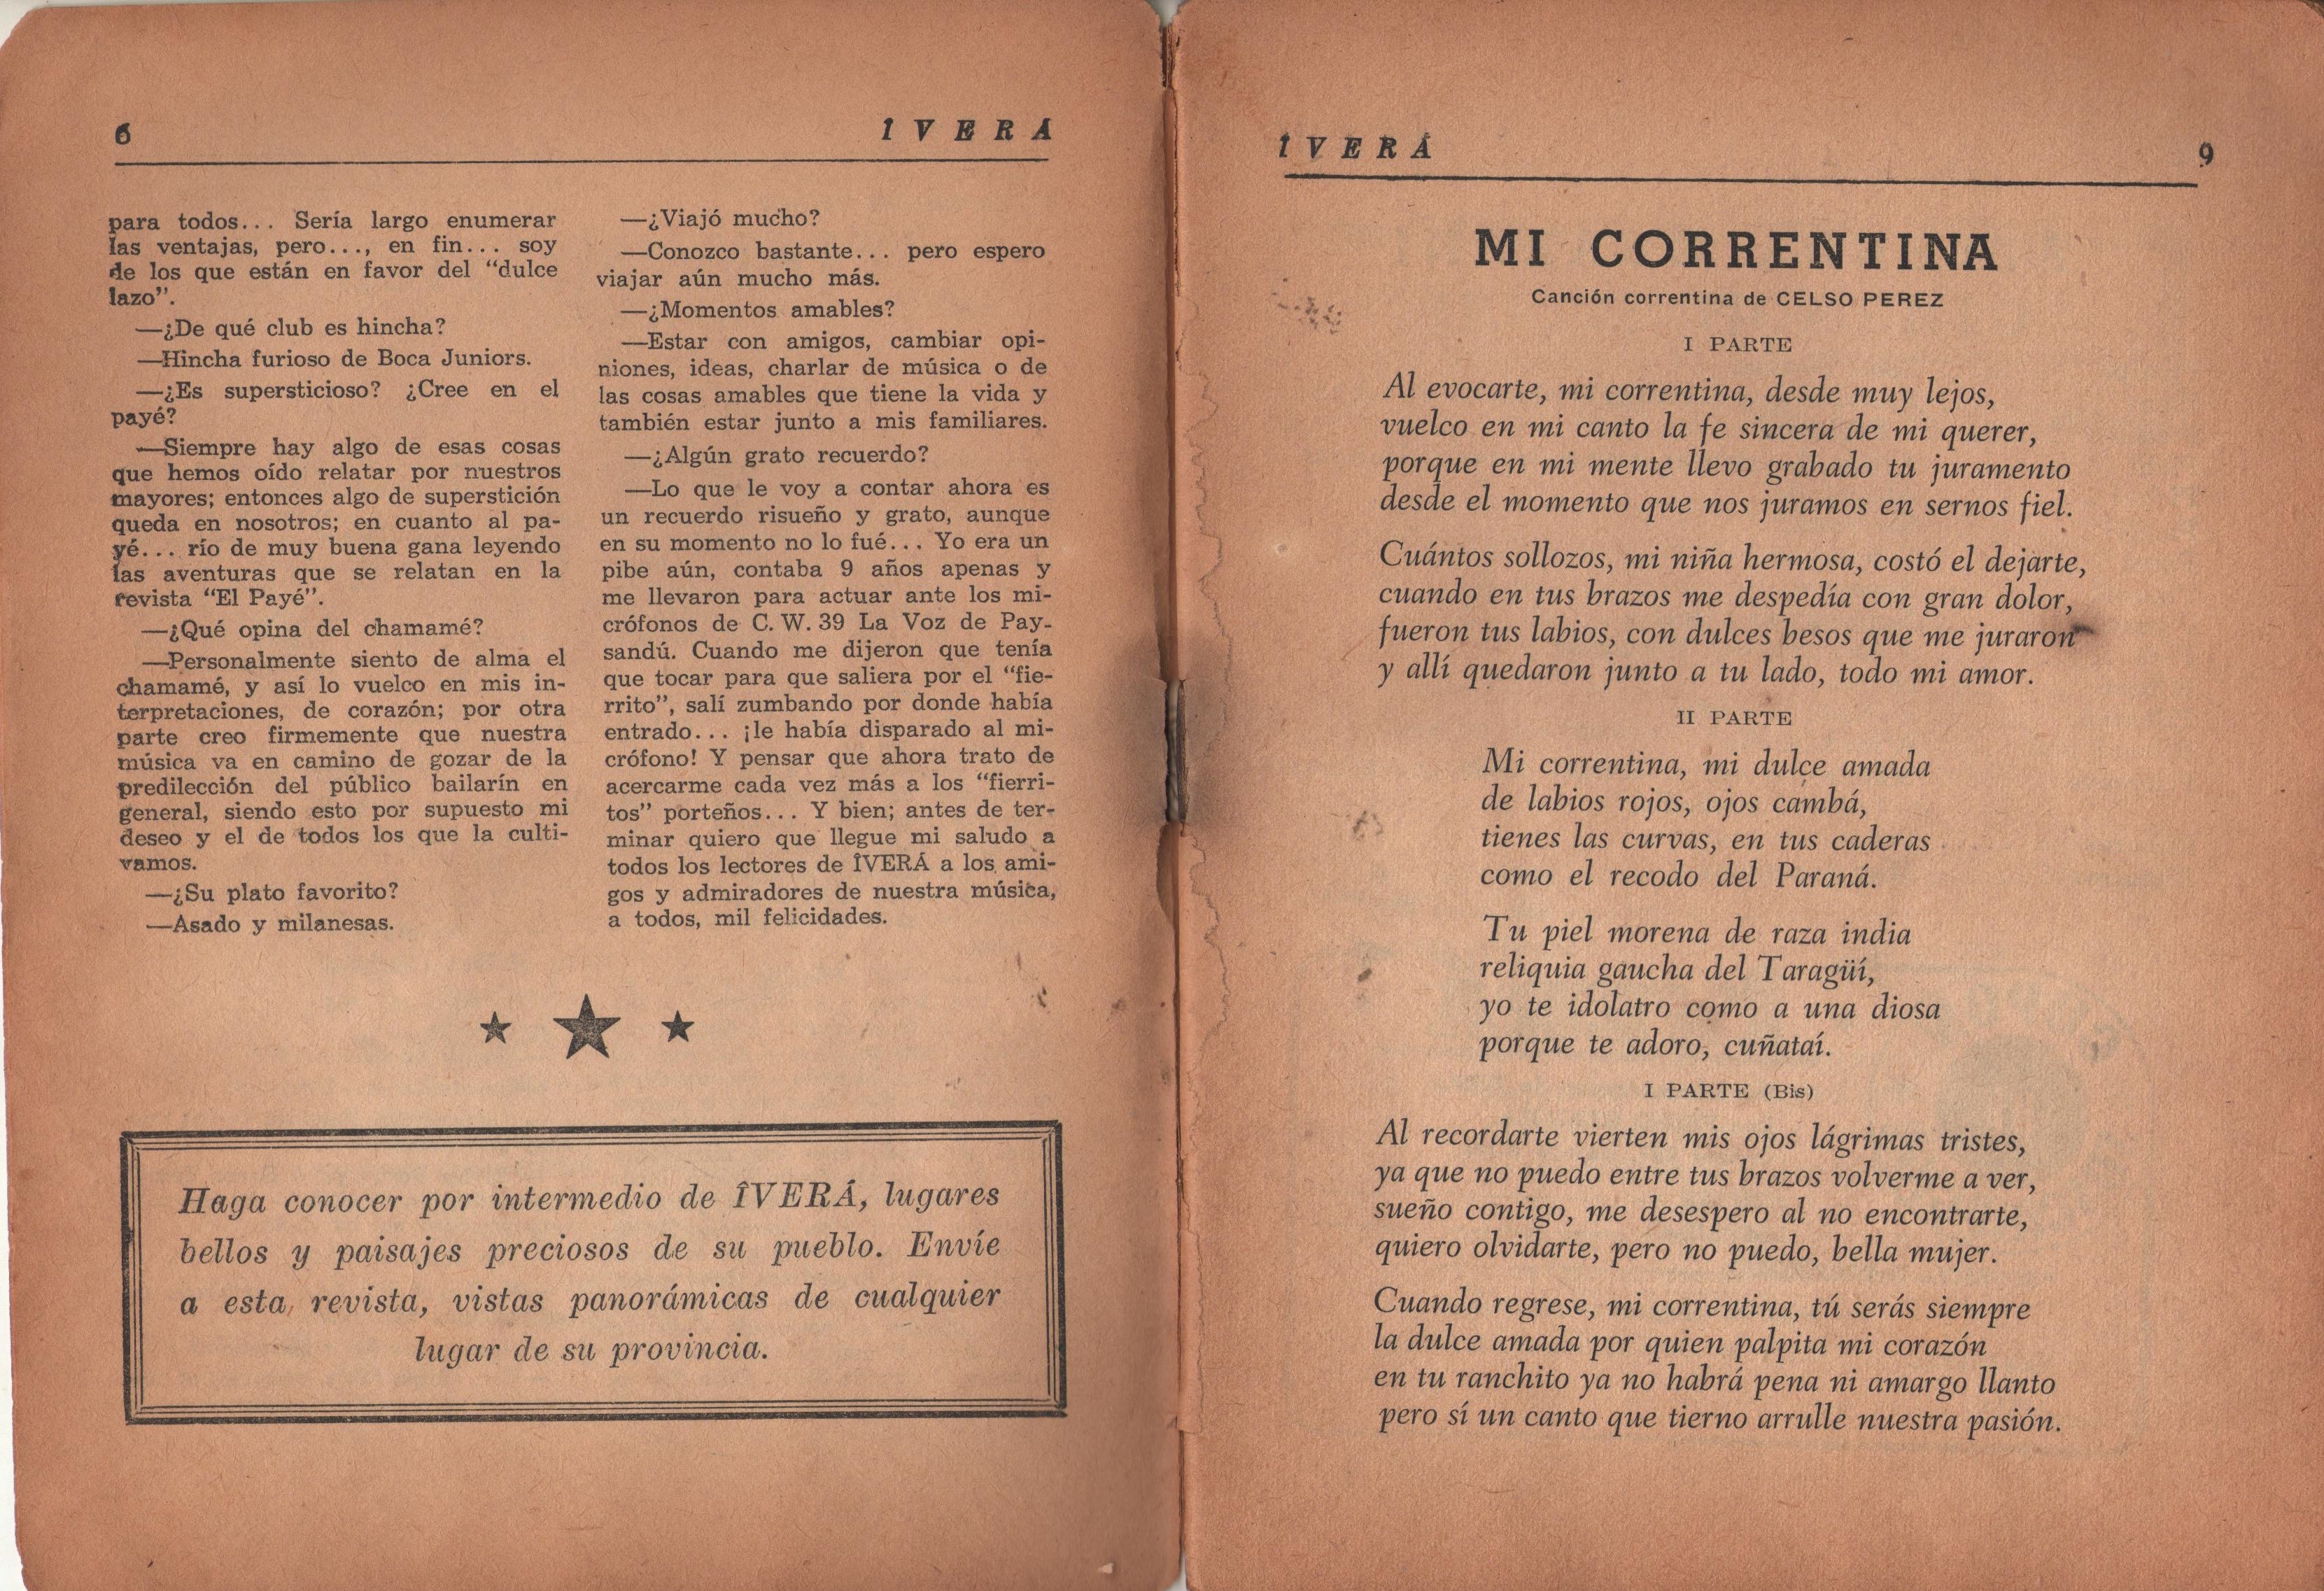 6
ÎVERÁ
para todos... Sería largo enumerar
las ventajas, pero..., en fin... soy
de los que están en favor del “dulce
lazo”.
—¿De qué club es hincha?
—Hincha furioso de Boca Juniors.
—¿Es supersticioso? ¿Cree en el
payé?
—Siempre hay algo de esas cosas
que hemos oído relatar por nuestros
mayores; entonces algo de superstición
queda en nosotros; en cuanto al pa-
yé... río de muy buena gana leyendo
las aventuras que se relatan en la
revista “El Payé”.
—¿Qué opina del chamamé?
—Personalmente siento de alma el
chamamé, y así lo vuelco en mis in-
terpretaciones, de corazón; por otra
parte creo firmemente que nuestra
música va en camino de gozar de la
predilección del público bailarín en
general, siendo esto por supuesto mi
deseo y el de todos los que la culti-
vamos.
—¿Su plato favorito?
—Asado y milanesas.
—¿Viajó mucho?
—Conozco bastante... pero espero
viajar aún mucho más.
—¿Momentos amables?
—Estar con amigos, cambiar opi-
niones, ideas, charlar de música o de
las cosas amables que tiene la vida y
también estar junto a mis familiares.
—¿Algún grato recuerdo?
—Lo que le voy a contar ahora es
un recuerdo risueño y grato, aunque
en su momento no lo fué... Yo era un
pibe aún, contaba 9 años apenas y
me llevaron para actuar ante los mi-
crófonos de C. W. 39 La Voz de Pay-
sandú. Cuando me dijeron que tenía
que tocar para que saliera por el “fie-
rrito”, salí zumbando por donde había
entrado... ¡le había disparado al mi-
crófono! Y pensar que ahora trato de
acercarme cada vez más a los “fierri-
tos” porteños... Y bien; antes de ter-
minar quiero que llegue mi saludo a
todos los lectores de ÎVERÁ a los ami-
gos y admiradores de nuestra música,
a todos, mil felicidades.
Haga conocer por intermedio de ÎVERÁ, lugares
bellos y paisajes preciosos de su pueblo. Envíe
a esta revista, vistas panorámicas de cualquier
lugar de su provincia.
ÎVERÁ
9
MI CORRENTINA
Canción correntina de CELSO PEREZ
I PARTE
Al evocarte, mi correntina, desde muy lejos,
vuelco en mi canto la fe sincera de mi querer,
porque en mi mente llevo grabado tu juramento
desde el momento que nos juramos en sernos fiel.
Cuántos sollozos, mi niña hermosa, costó el dejarte,
cuando en tus brazos me despedía con gran dolor,
fueron tus labios, con dulces besos que me juraron
y allí quedaron junto a tu lado, todo mi amor.
II PARTE
Mi correntina, mi dulce amada
de labios rojos, ojos cambá,
tienes las curvas, en tus caderas
como el recodo del Paraná.
Tu piel morena de raza india
reliquia gaucha del Taragüí,
yo te idolatro como a una diosa
porque te adoro, cuñataí.
I PARTE (Bis)
Al recordarte vierten mis ojos lágrimas tristes,
ya que no puedo entre tus brazos volverme a ver,
sueño contigo, me desespero al no encontrarte,
quiero olvidarte, pero no puedo, bella mujer.
Cuando regrese, mi correntina, tú serás siempre
la dulce amada por quien palpita mi corazón
en tu ranchito ya no habrá pena ni amargo llanto
pero sí un canto que tierno arrulle nuestra pasión.